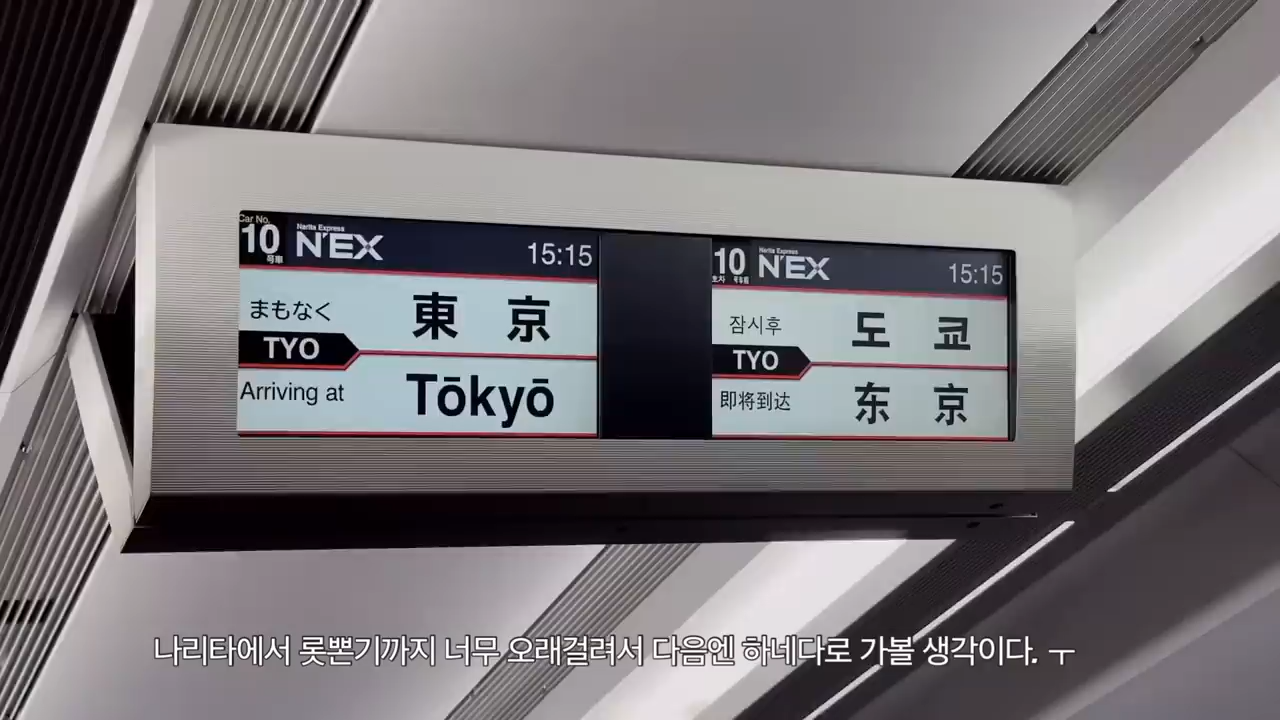 Car No.
10
号車
Narita Express
N'EX
15:15
まもなく
東京
TYO
Arriving at
Tōkyō
10
Narita Express
N'EX
15:15
잠시후
도쿄
TYO
即将到达
东京
나리타에서 롯뽄기까지 너무 오래걸려서 다음엔 하네다로 가볼 생각이다. ㅜ